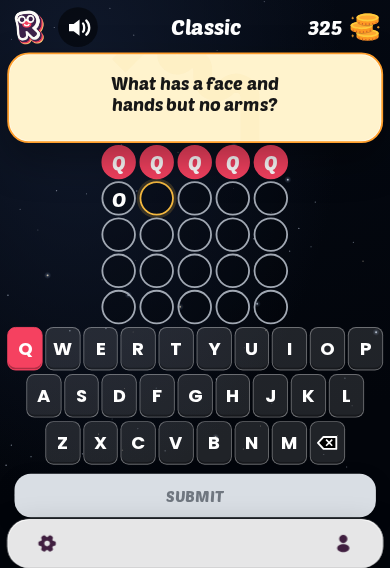 Classic
325
What has a face and
hands but no arms?
Q Q Q Q Q
O
Q W E R T Y U I O P
A S D F G H J K L
Z X C V B N M
SUBMIT